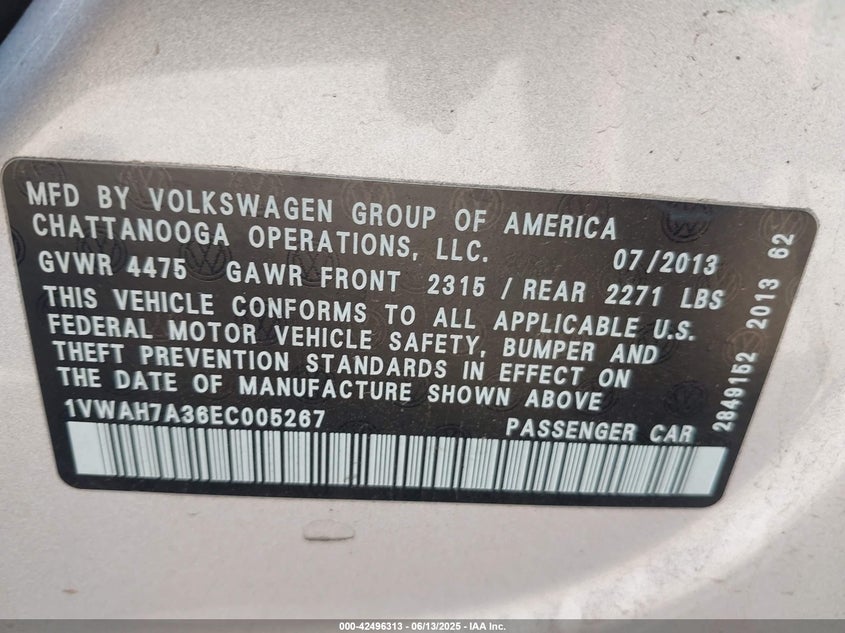 MFD BY VOLKSWAGEN GROUP OF AMERICA
CHATTANOOGA OPERATIONS, LLC. 07/2013
GVWR 4475 GAWR FRONT 2315 / REAR 2271 LBS
THIS VEHICLE CONFORMS TO ALL APPLICABLE U.S.
FEDERAL MOTOR VEHICLE SAFETY, BUMPER AND
THEFT PREVENTION STANDARDS IN EFFECT ON
THE DATE OF MANUFACTURE SHOWN ABOVE
1VWAH7A36EC005267 PASSENGER CAR
2849152 2013 62
000-42496313 - 06/13/2025 - IAA Inc.